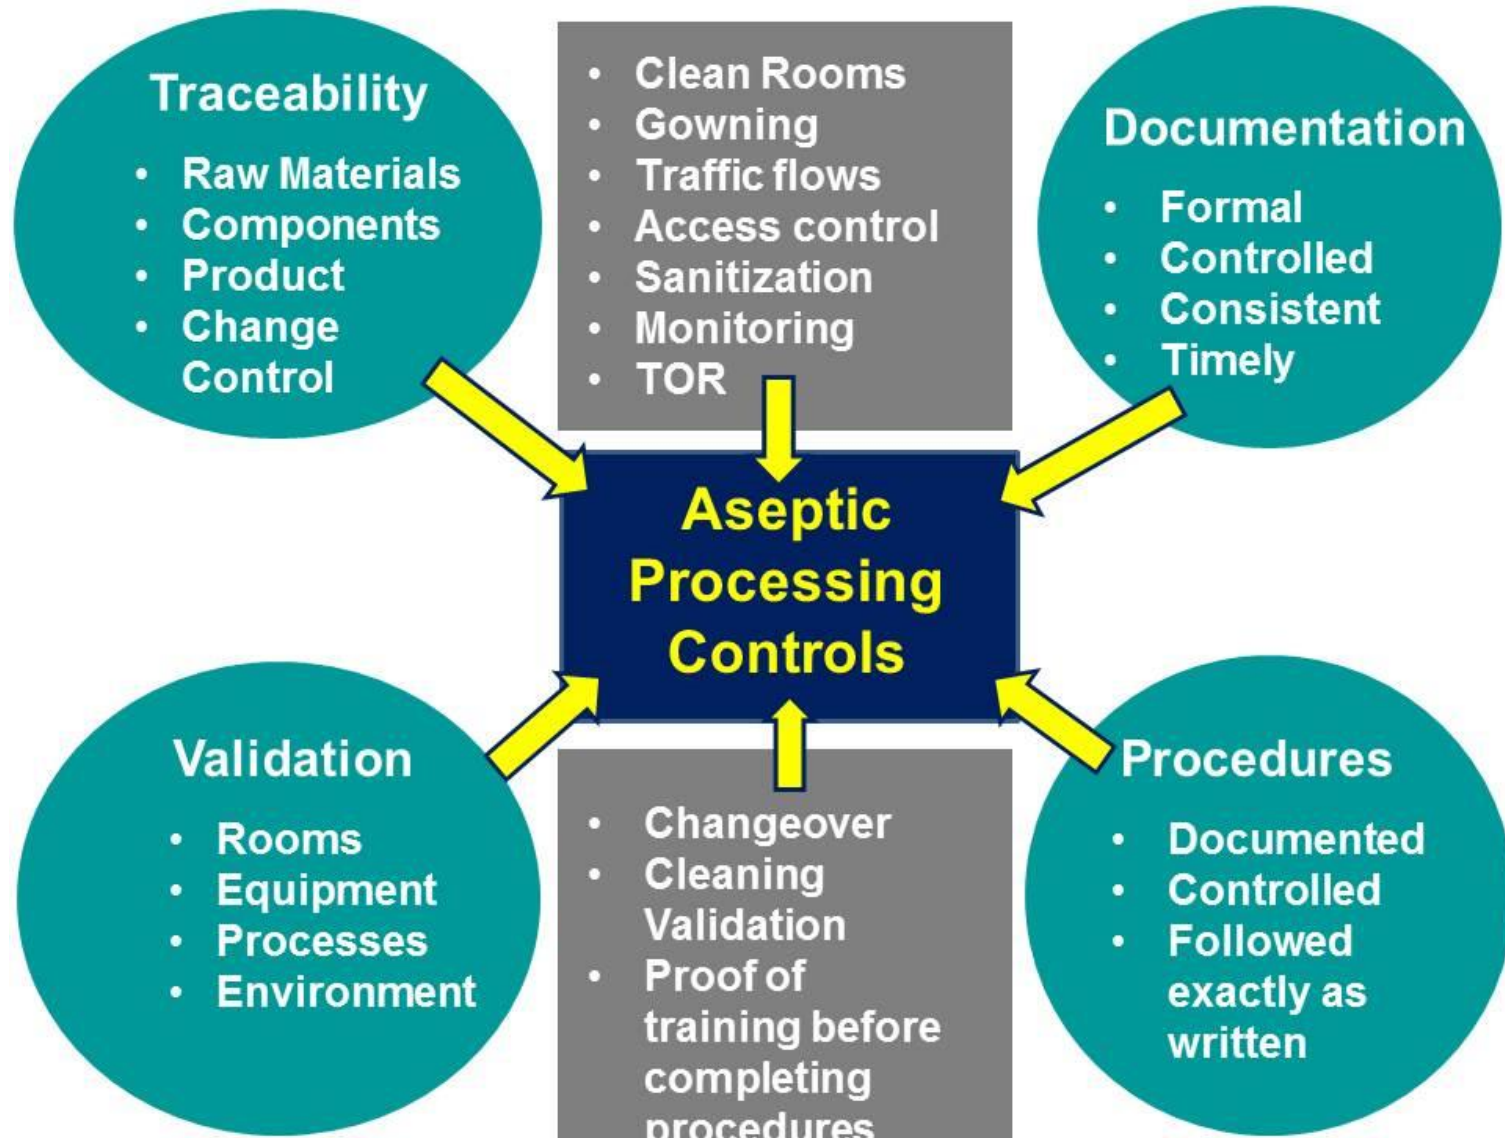 Traceability
• Raw Materials
• Components
• Product
• Change
Control
• Clean Rooms
• Gowning
• Traffic flows
• Access control
• Sanitization
• Monitoring
• TOR
Documentation
• Formal
• Controlled
• Consistent
• Timely
Aseptic
Processing
Controls
Validation
• Rooms
• Equipment
• Processes
• Environment
• Changeover
• Cleaning
Validation
• Proof of
training before
completing
procedures
Procedures
• Documented
• Controlled
• Followed
exactly as
written